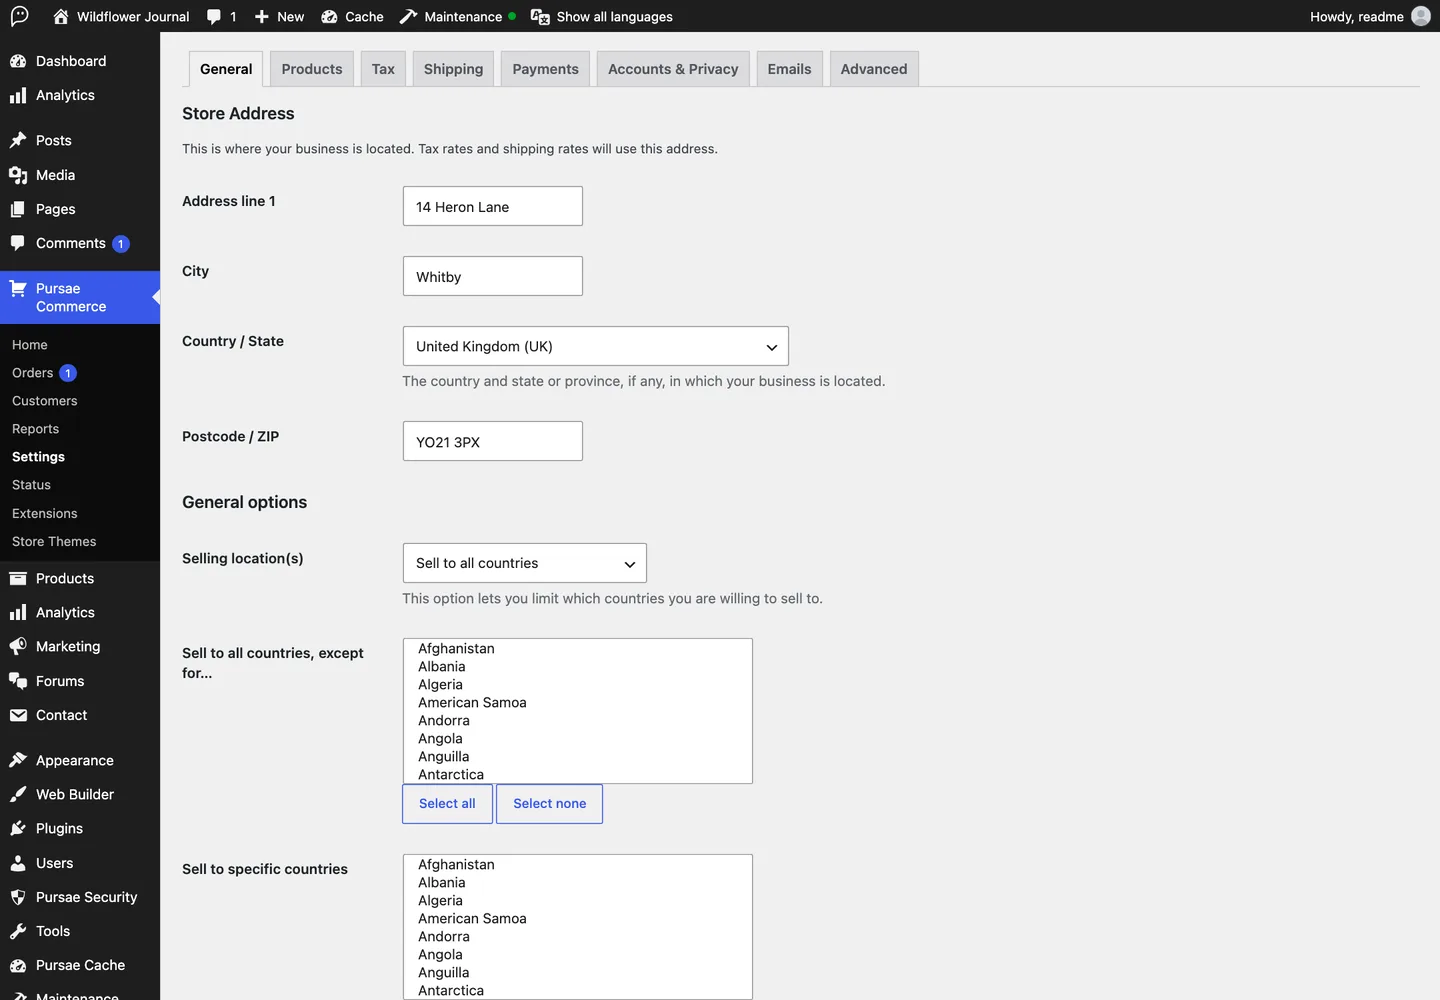 Wildflower Journal 1 New Cache Maintenance Show all languages Howdy, readme
Dashboard
Analytics
Posts
Media
Pages
Comments 1
Pursae
Commerce
Home
Orders 1
Customers
Reports
Settings
Status
Extensions
Store Themes
Products
Analytics
Marketing
Forums
Contact
Appearance
Web Builder
Plugins
Users
Pursae Security
Tools
Pursae Cache
Maintenance
General Products Tax Shipping Payments Accounts & Privacy Emails Advanced
Store Address
This is where your business is located. Tax rates and shipping rates will use this address.
Address line 1
14 Heron Lane
City
Whitby
Country / State
United Kingdom (UK)
The country and state or province, if any, in which your business is located.
Postcode / ZIP
YO21 3PX
General options
Selling location(s)
Sell to all countries
This option lets you limit which countries you are willing to sell to.
Sell to all countries, except
for...
Afghanistan
Albania
Algeria
American Samoa
Andorra
Angola
Anguilla
Antarctica
Select all Select none
Sell to specific countries
Afghanistan
Albania
Algeria
American Samoa
Andorra
Angola
Anguilla
Antarctica